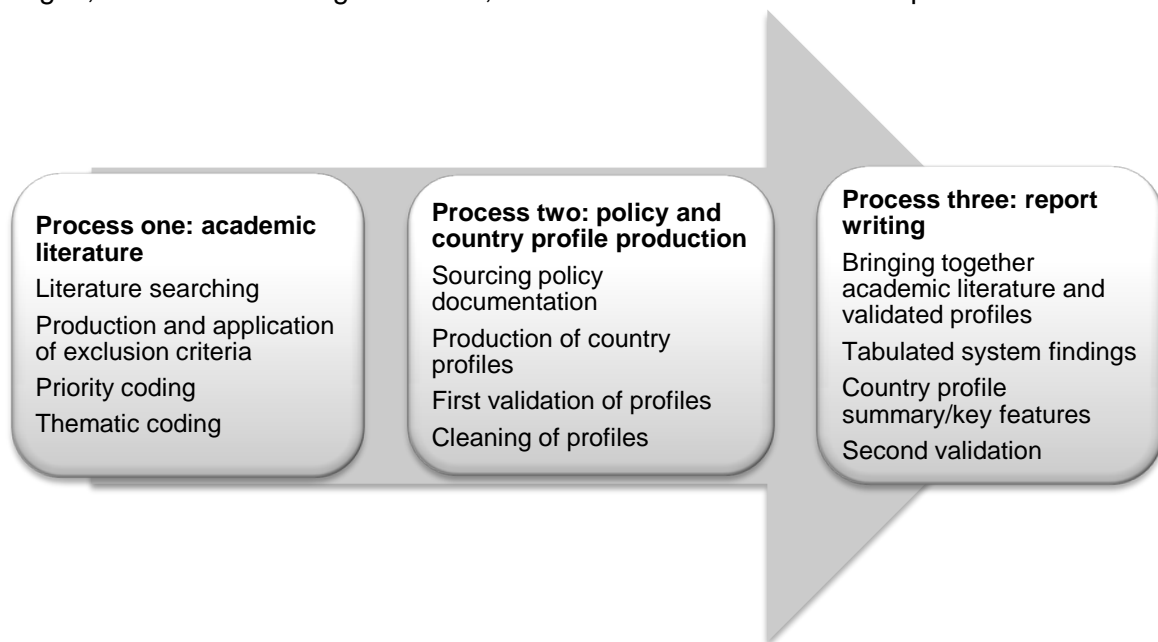 Process one: academic
literature
Literature searching
Production and application
of exclusion criteria
Priority coding
Thematic coding
Process two: policy and
country profile production
Sourcing policy
documentation
Production of country
profiles
First validation of profiles
Cleaning of profiles
Process three: report
writing
Bringing together
academic literature and
validated profiles
Tabulated system findings
Country profile
summary/key features
Second validation